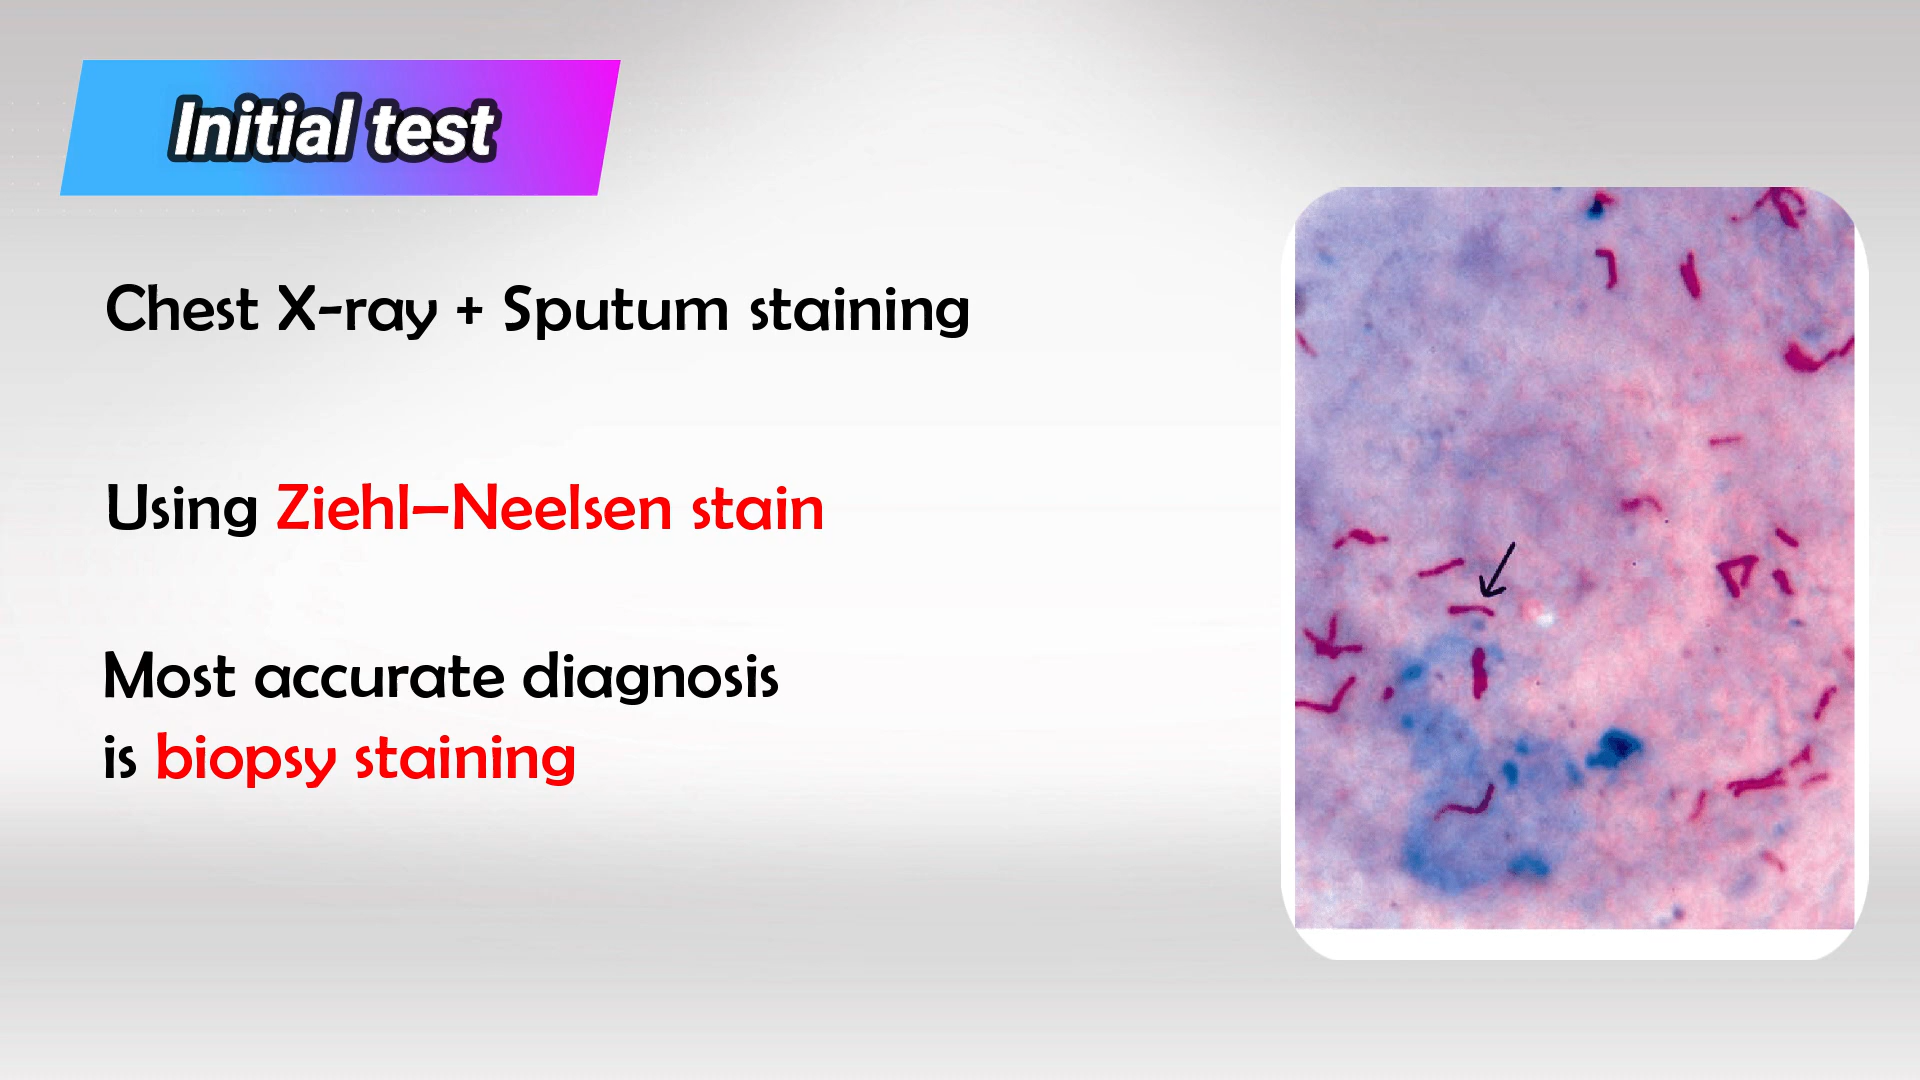 Initial test
Chest X-ray + Sputum staining
Using Ziehl–Neelsen stain
Most accurate diagnosis
is biopsy staining